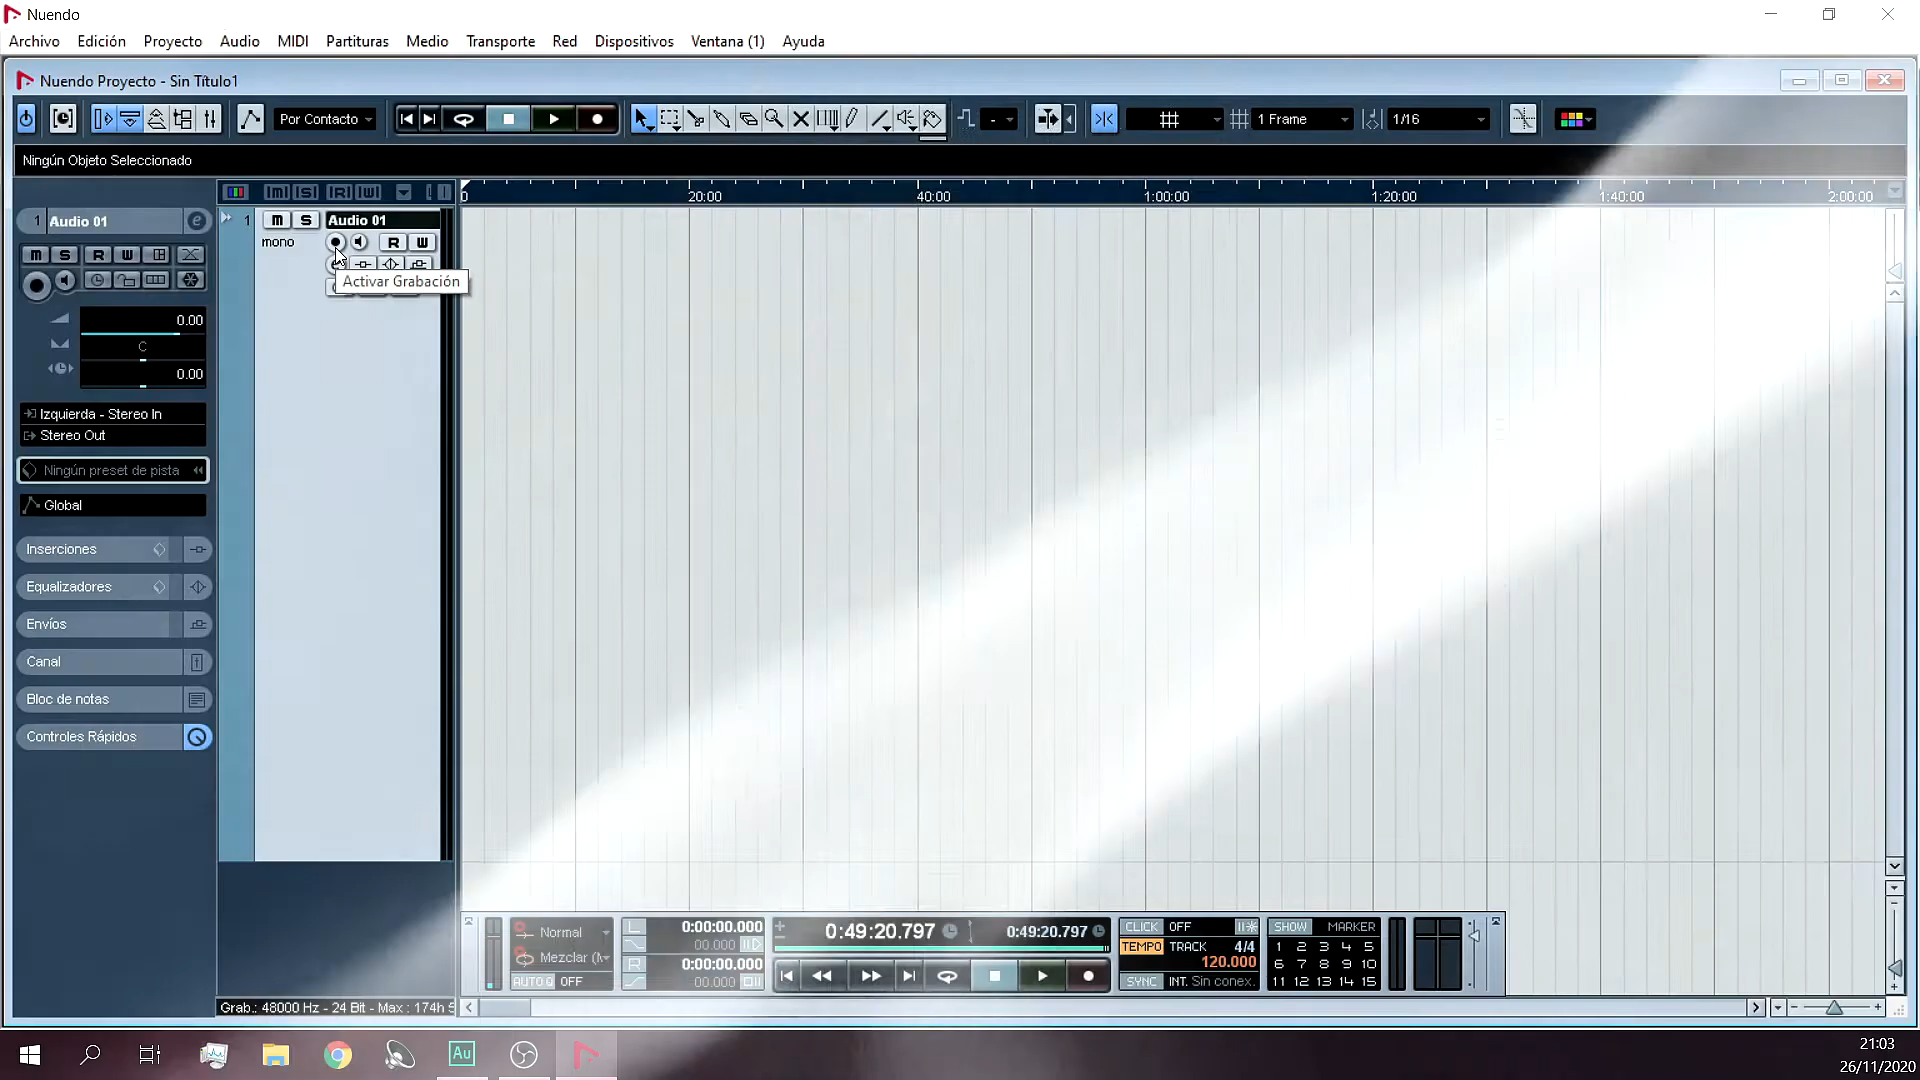 Nuendo
Archivo Edición Proyecto Audio MIDI Partituras Medio Transporte Red Dispositivos Ventana (1) Ayuda
Nuendo Proyecto - Sin Título1
Por Contacto
-
1 Frame
1/16
Ningún Objeto Seleccionado
[M] [S] [R] [W]
0 20:00 40:00 1:00:00 1:20:00 1:40:00 2:00:00
1 Audio 01 e
1 M S Audio 01
mono R W
M S R W
Activar Grabación
0.00
C
0.00
Izquierda - Stereo In
Stereo Out
Ningún preset de pista
Global
Inserciones
Equalizadores
Envíos
Canal
Bloc de notas
Controles Rápidos
Normal
Mezclar (M
AUTO Q OFF
L 0:00:00.000
00.000
R 0:00:00.000
00.000
0:49:20.797 0:49:20.797
CLICK OFF
TEMPO TRACK 4/4
120.000
SYNC INT. Sin conex.
SHOW MARKER
1 2 3 4 5
6 7 8 9 10
11 12 13 14 15
Grab.: 48000 Hz - 24 Bit - Max : 174h 5
Au
21:03
26/11/2020